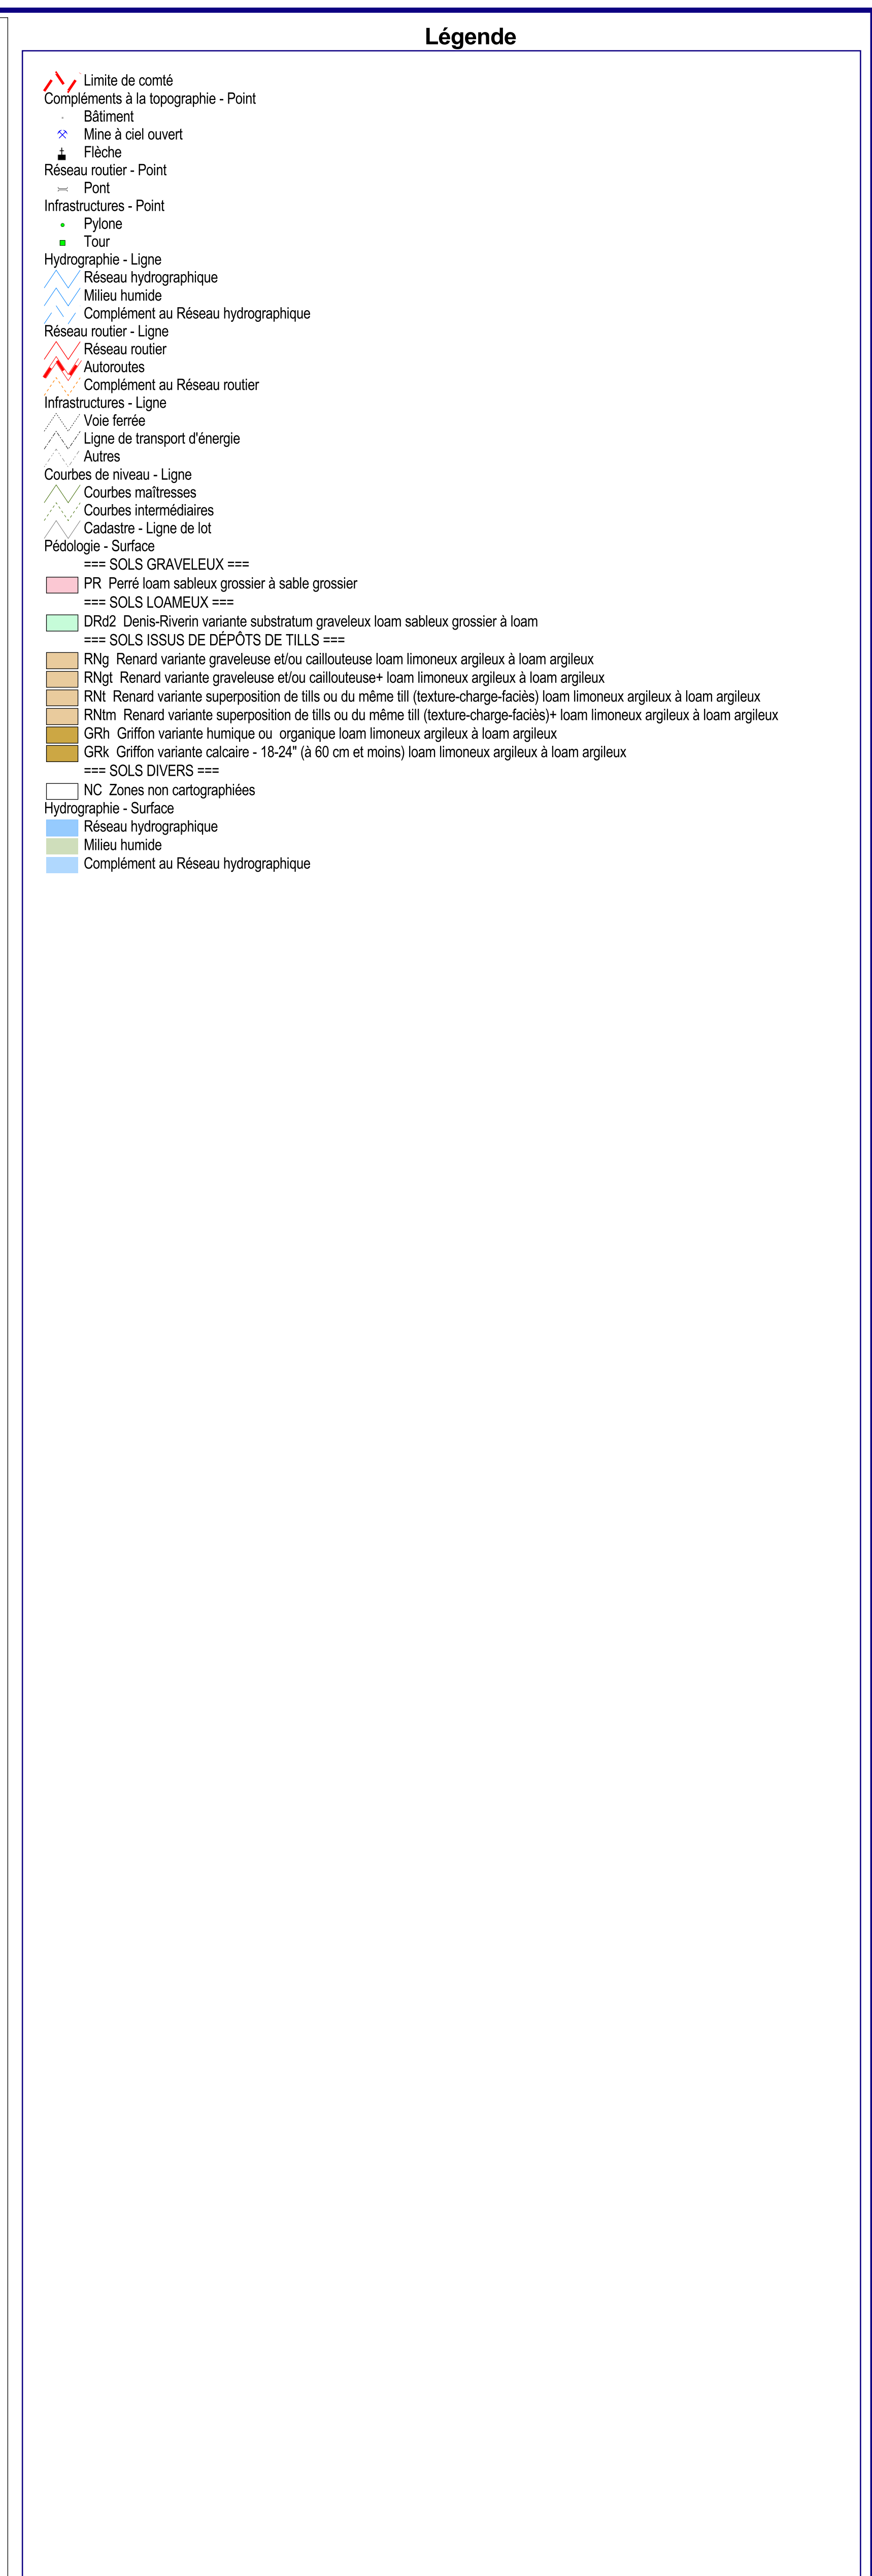 Légende
Limite de comté
Compléments à la topographie - Point
Bâtiment
Mine à ciel ouvert
Flèche
Réseau routier - Point
Pont
Infrastructures - Point
Pylone
Tour
Hydrographie - Ligne
Réseau hydrographique
Milieu humide
Complément au Réseau hydrographique
Réseau routier - Ligne
Réseau routier
Autoroutes
Complément au Réseau routier
Infrastructures - Ligne
Voie ferrée
Ligne de transport d'énergie
Autres
Courbes de niveau - Ligne
Courbes maîtresses
Courbes intermédiaires
Cadastre - Ligne de lot
Pédologie - Surface
=== SOLS GRAVELEUX ===
PR  Perré loam sableux grossier à sable grossier
=== SOLS LOAMEUX ===
DRd2  Denis-Riverin variante substratum graveleux loam sableux grossier à loam
=== SOLS ISSUS DE DÉPÔTS DE TILLS ===
RNg  Renard variante graveleuse et/ou caillouteuse loam limoneux argileux à loam argileux
RNgt  Renard variante graveleuse et/ou caillouteuse+ loam limoneux argileux à loam argileux
RNt  Renard variante superposition de tills ou du même till (texture-charge-faciès) loam limoneux argileux à loam argileux
RNtm  Renard variante superposition de tills ou du même till (texture-charge-faciès)+ loam limoneux argileux à loam argileux
GRh  Griffon variante humique ou  organique loam limoneux argileux à loam argileux
GRk  Griffon variante calcaire - 18-24" (à 60 cm et moins) loam limoneux argileux à loam argileux
=== SOLS DIVERS ===
NC  Zones non cartographiées
Hydrographie - Surface
Réseau hydrographique
Milieu humide
Complément au Réseau hydrographique